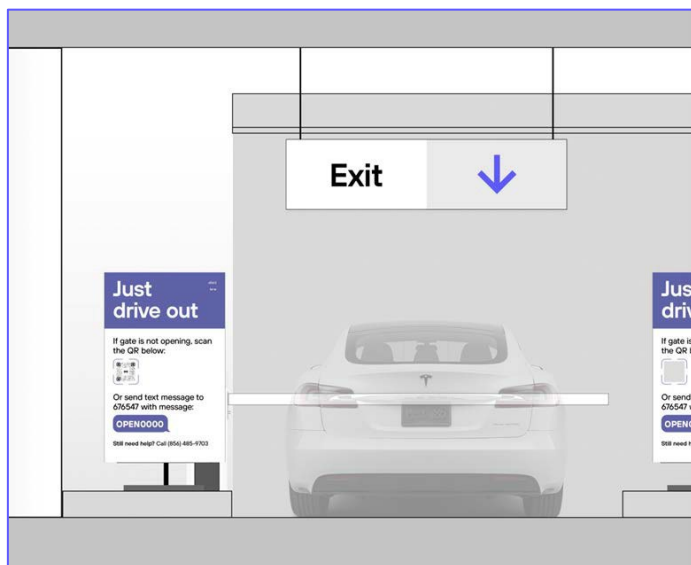 Exit
Just
drive out
If gate is not opening, scan
the QR below:
Or send text message to
676547 with message:
OPEN0000
Still need help? Call (856) 485-9703
Jus
driv
If gate is
the QR b
Or send
676547 w
OPEN0
Still need h